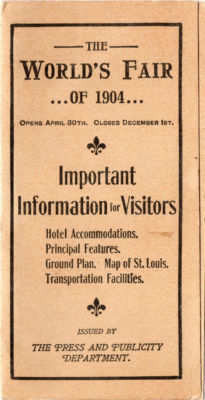 THE
WORLD'S FAIR
...OF 1904...
OPENS APRIL 30TH. CLOSES DECEMBER 1ST.
Important
Information for Visitors
Hotel Accommodations.
Principal Features.
Ground Plan. Map of St. Louis.
Transportation Facilities.
ISSUED BY
THE PRESS AND PUBLICITY
DEPARTMENT.